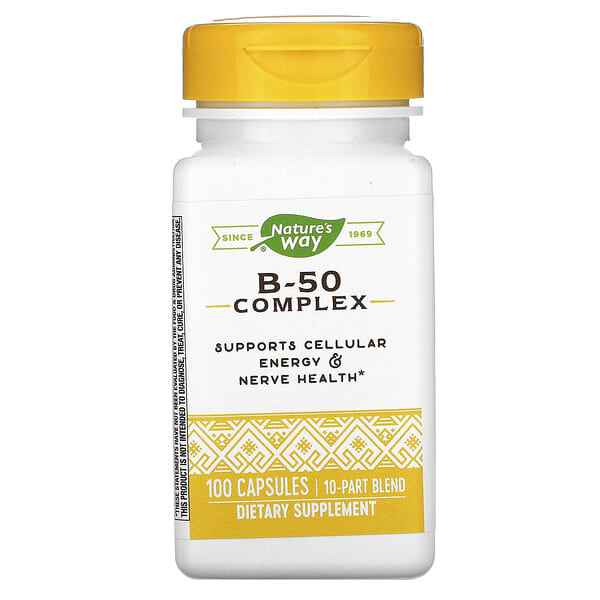 Nature's
SINCE Way® 1969
B-50
COMPLEX
SUPPORTS CELLULAR
ENERGY &
NERVE HEALTH*
100 CAPSULES | 10-PART BLEND
DIETARY SUPPLEMENT
*THESE STATEMENTS HAVE NOT BEEN EVALUATED BY THE FOOD & DRUG ADMINISTRATION.
THIS PRODUCT IS NOT INTENDED TO DIAGNOSE, TREAT, CURE, OR PREVENT ANY DISEASE.